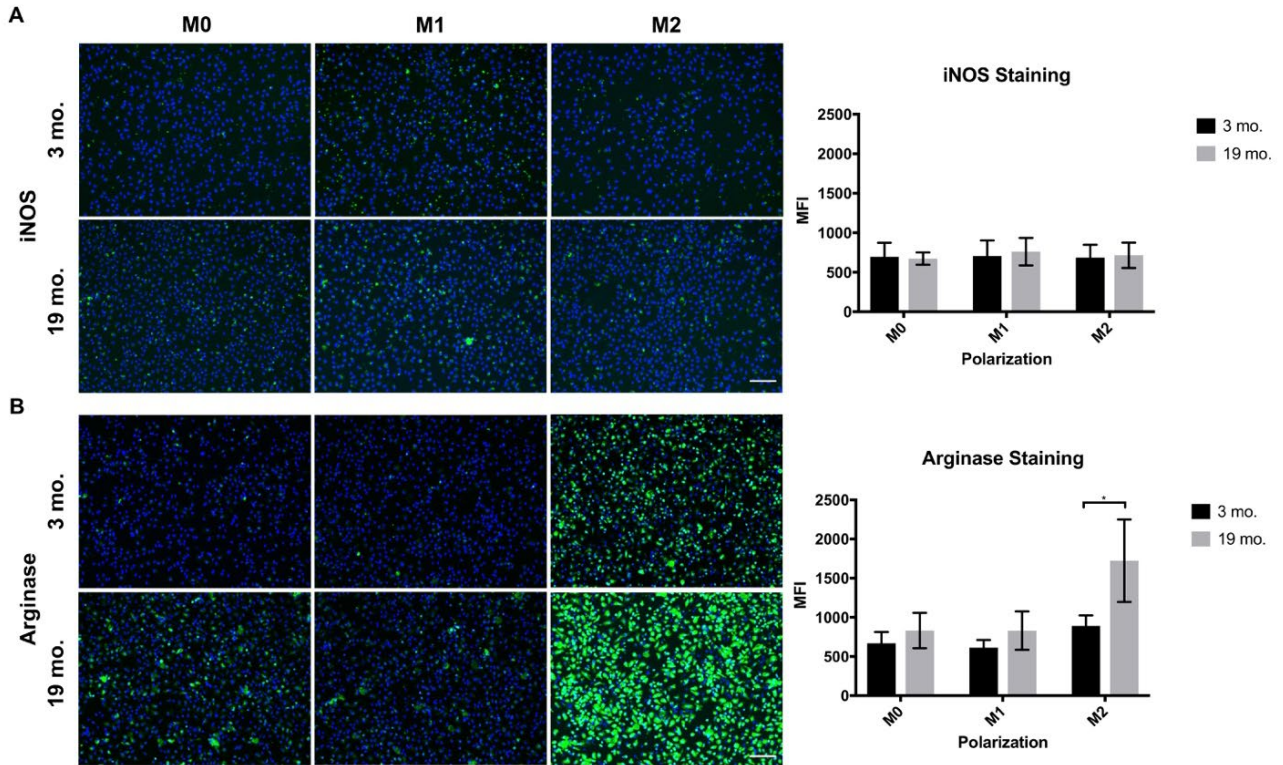 A
M0 M1 M2
3 mo.
19 mo.
iNOS
iNOS Staining
2500
2000
1500
1000
500
0
MFI
M0 M1 M2
Polarization
3 mo.
19 mo.
B
3 mo.
19 mo.
Arginase
Arginase Staining
2500
2000
1500
1000
500
0
MFI
*
M0 M1 M2
Polarization
3 mo.
19 mo.